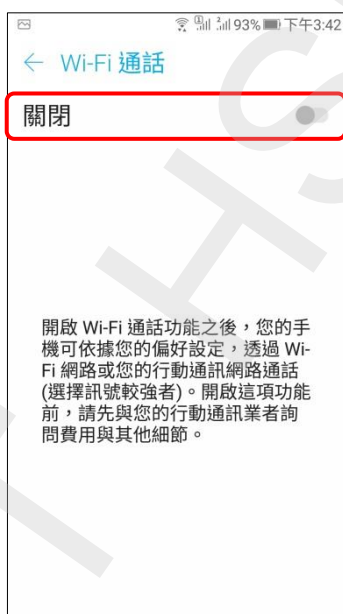 93% 下午3:42
Wi-Fi 通話
關閉
開啟 Wi-Fi 通話功能之後，您的手
機可依據您的偏好設定，透過 Wi-
Fi 網路或您的行動通訊網路通話
(選擇訊號較強者)。開啟這項功能
前，請先與您的行動通訊業者詢
問費用與其他細節。